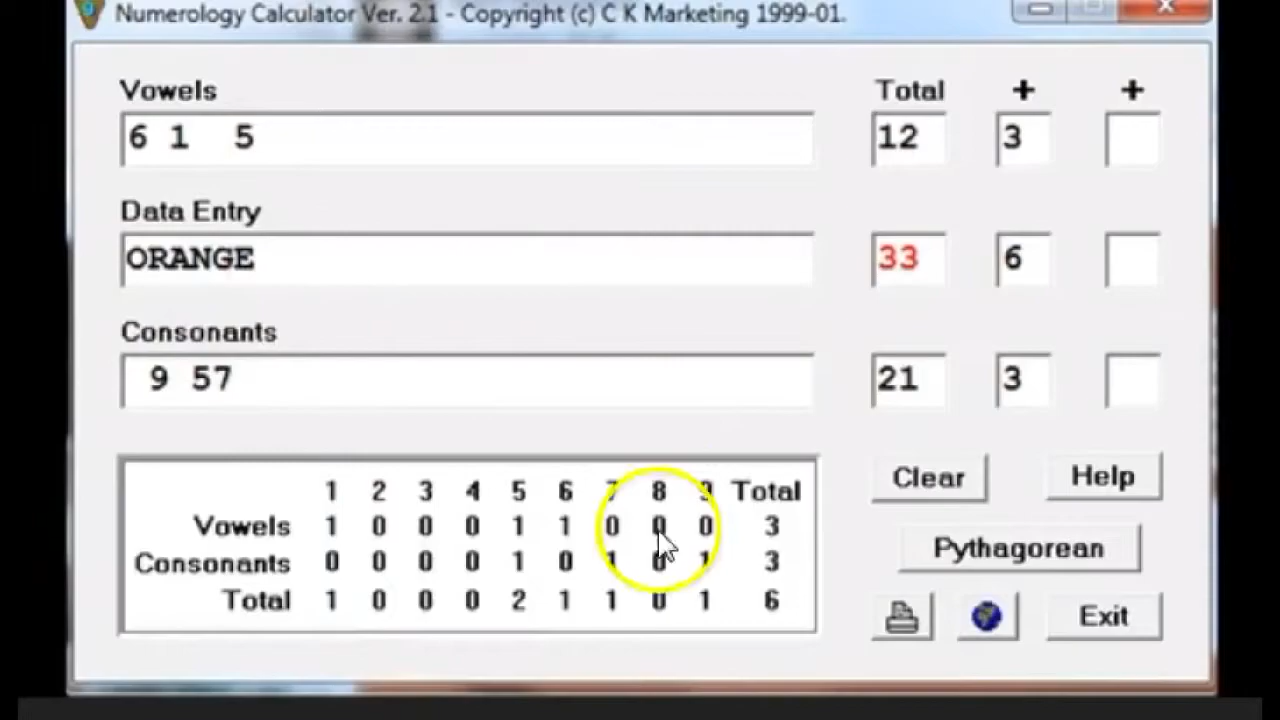 Numerology Calculator Ver. 2.1 - Copyright (c) C K Marketing 1999-01.
Vowels Total + +
6 1 5 12 3
Data Entry
ORANGE 33 6
Consonants
9 57 21 3
1 2 3 4 5 6 7 8 9 Total
Vowels 1 0 0 0 1 1 0 0 0 3
Consonants 0 0 0 0 1 0 1 0 1 3
Total 1 0 0 0 2 1 1 0 1 6
Clear Help
Pythagorean
Exit